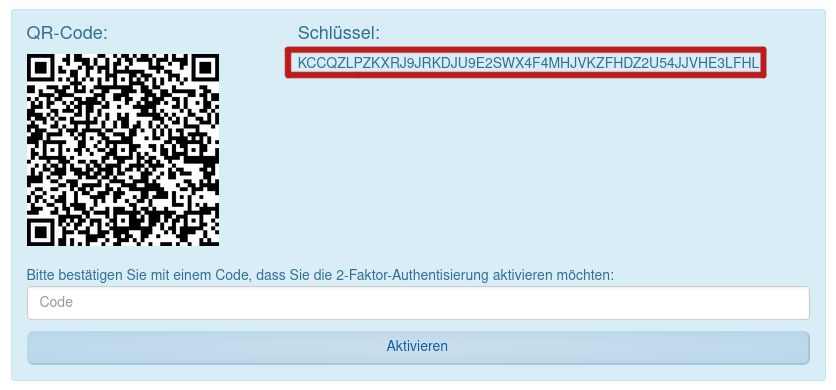 QR-Code:
Schlüssel:
KCCQZLPZKXRJ9JRKDJU9E2SWX4F4MHJVKZFHDZ2U54JJVHE3LFHL
Bitte bestätigen Sie mit einem Code, dass Sie die 2-Faktor-Authentisierung aktivieren möchten:
Code
Aktivieren